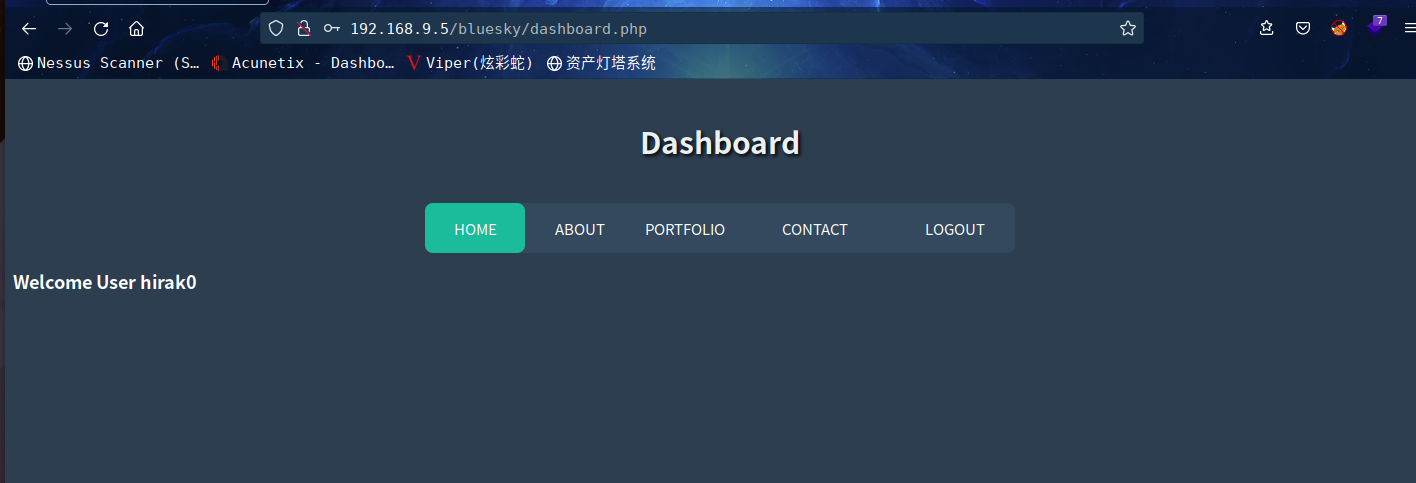 192.168.9.5/bluesky/dashboard.php
7
Nessus Scanner (S… Acunetix - Dashbo… Viper(炫彩蛇) 资产灯塔系统
Dashboard
HOME ABOUT PORTFOLIO CONTACT LOGOUT
Welcome User hirak0